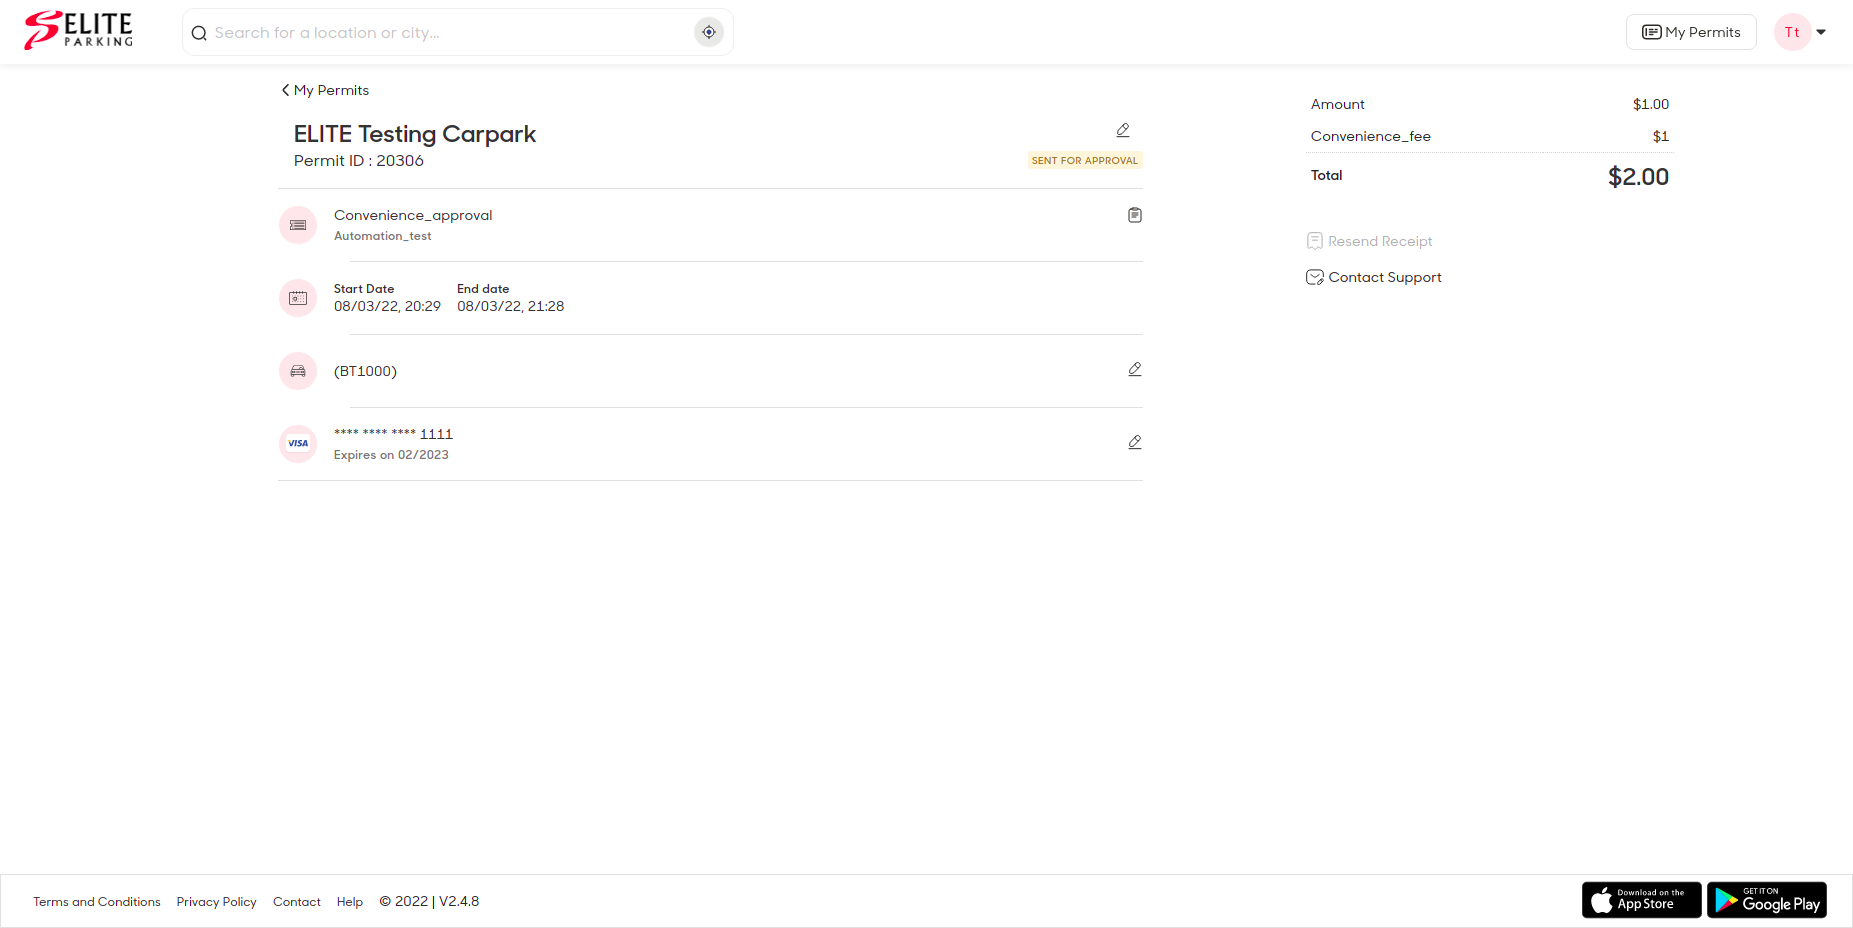 ELITE
PARKING
Search for a location or city...
My Permits
Tt
My Permits
ELITE Testing Carpark
Permit ID : 20306
SENT FOR APPROVAL
Convenience_approval
Automation_test
Start Date
End date
08/03/22, 20:29
08/03/22, 21:28
(BT1000)
VISA
**** **** **** 1111
Expires on 02/2023
Amount
$1.00
Convenience_fee
$1
Total
$2.00
Resend Receipt
Contact Support
Terms and Conditions
Privacy Policy
Contact
Help
© 2022 | V2.4.8
Download on the
App Store
GET IT ON
Google Play